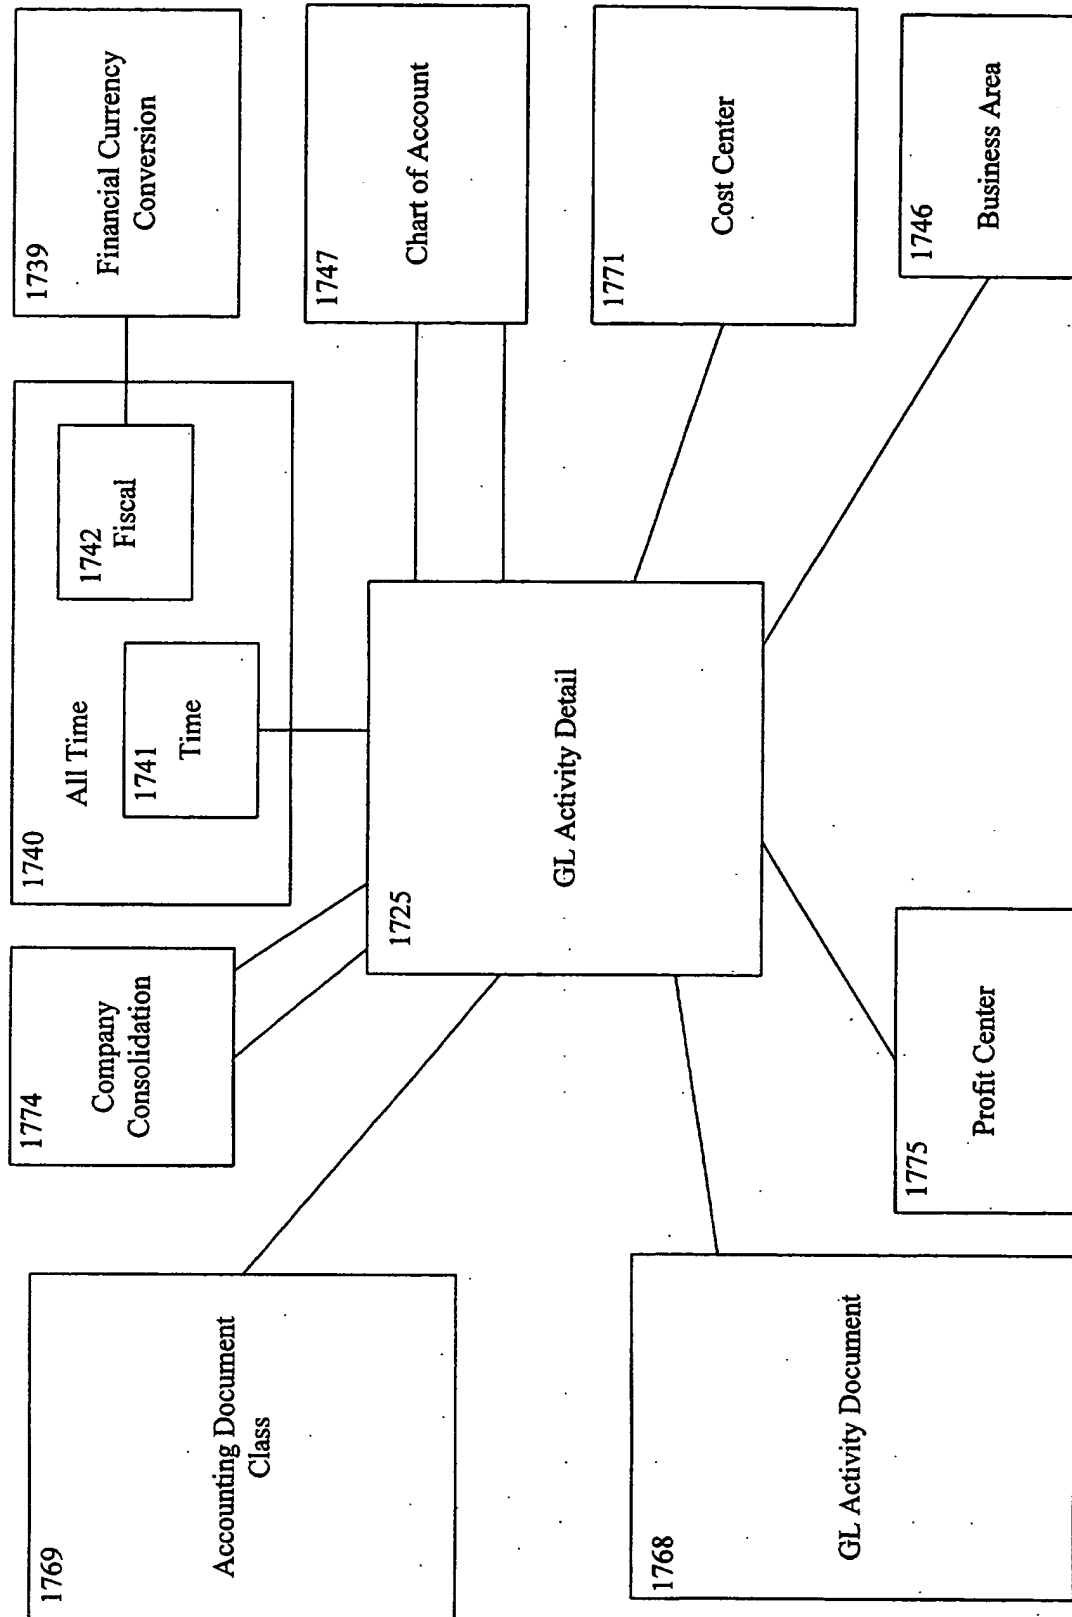 1769
Accounting Document
Class
1774
Company
Consolidation
1740
All Time
1741
Time
1742
Fiscal
1739
Financial Currency
Conversion
1725
GL Activity Detail
1747
Chart of Account
1768
GL Activity Document
1775
Profit Center
1771
Cost Center
1746
Business Area